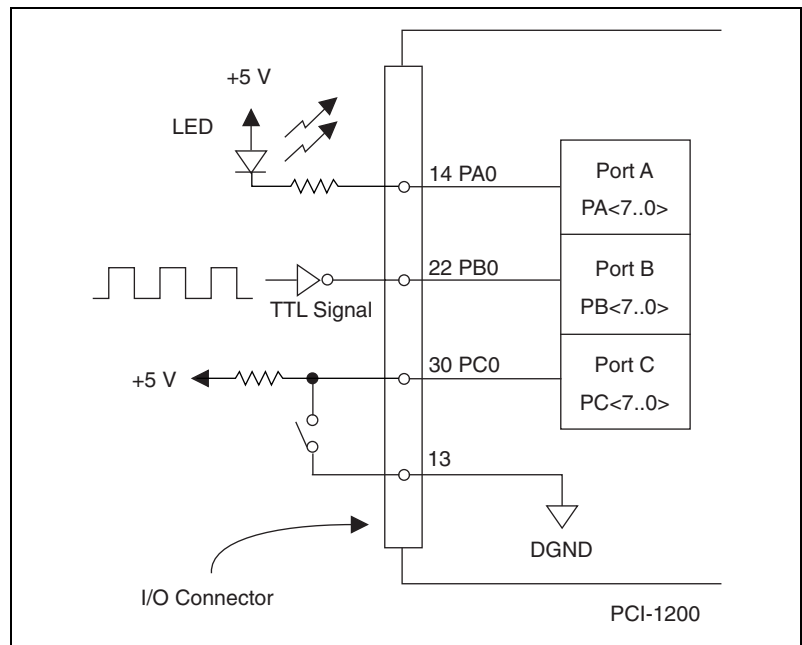 +5 V
LED
14 PA0
Port A
PA<7..0>
22 PB0
TTL Signal
Port B
PB<7..0>
+5 V
30 PC0
Port C
PC<7..0>
13
DGND
I/O Connector
PCI-1200